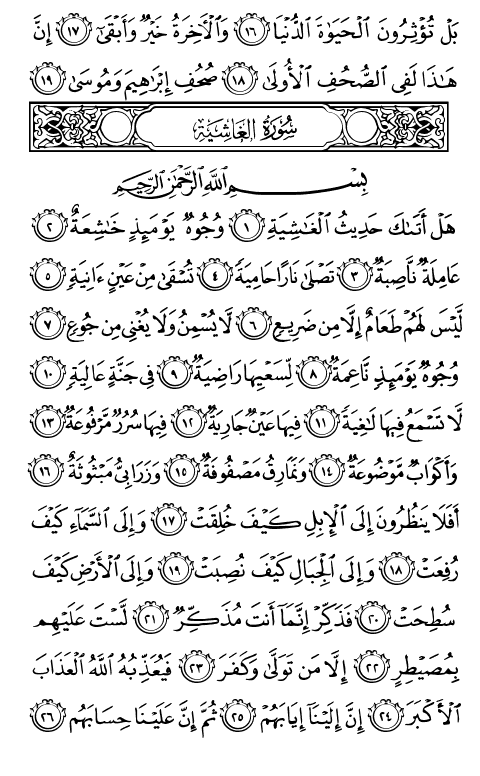 بَلْ تُؤْثِرُونَ ٱلْحَيَوٰةَ ٱلدُّنْيَا ١٦ وَٱلْأَخِرَةُ خَيْرٌ وَأَبْقَىٰٓ ١٧ إِنَّ
هَـٰذَا لَفِى ٱلصُّحُفِ ٱلْأُولَىٰ ١٨ صُحُفِ إِبْرَٰهِيمَ وَمُوسَىٰ ١٩
سُورَةُ الغَاشِيَةِ
بِسْمِ ٱللَّهِ ٱلرَّحْمَـٰنِ ٱلرَّحِيمِ
هَلْ أَتَىٰكَ حَدِيثُ ٱلْغَـٰشِيَةِ ١ وُجُوهٌ يَوْمَئِذٍ خَـٰشِعَةٌ ٢
عَامِلَةٌ نَّاصِبَةٌ ٣ تَصْلَىٰ نَارًا حَامِيَةً ٤ تُسْقَىٰ مِنْ عَيْنٍ ءَانِيَةٍ ٥
لَّيْسَ لَهُمْ طَعَامٌ إِلَّا مِن ضَرِيعٍ ٦ لَّا يُسْمِنُ وَلَا يُغْنِى مِن جُوعٍ ٧
وُجُوهٌ يَوْمَئِذٍ نَّاعِمَةٌ ٨ لِّسَعْيِهَا رَاضِيَةٌ ٩ فِى جَنَّةٍ عَالِيَةٍ ١٠
لَّا تَسْمَعُ فِيهَا لَـٰغِيَةً ١١ فِيهَا عَيْنٌ جَارِيَةٌ ١٢ فِيهَا سُرُرٌ مَّرْفُوعَةٌ ١٣
وَأَكْوَابٌ مَّوْضُوعَةٌ ١٤ وَنَمَارِقُ مَصْفُوفَةٌ ١٥ وَزَرَابِىُّ مَبْثُوثَةٌ ١٦
أَفَلَا يَنظُرُونَ إِلَى ٱلْإِبِلِ كَيْفَ خُلِقَتْ ١٧ وَإِلَى ٱلسَّمَآءِ كَيْفَ
رُفِعَتْ ١٨ وَإِلَى ٱلْجِبَالِ كَيْفَ نُصِبَتْ ١٩ وَإِلَى ٱلْأَرْضِ كَيْفَ
سُطِحَتْ ٢٠ فَذَكِّرْ إِنَّمَآ أَنتَ مُذَكِّرٌ ٢١ لَّسْتَ عَلَيْهِم
بِمُصَيْطِرٍ ٢٢ إِلَّا مَن تَوَلَّىٰ وَكَفَرَ ٢٣ فَيُعَذِّبُهُ ٱللَّهُ ٱلْعَذَابَ
ٱلْأَكْبَرَ ٢٤ إِنَّ إِلَيْنَآ إِيَابَهُمْ ٢٥ ثُمَّ إِنَّ عَلَيْنَا حِسَابَهُم ٢٦